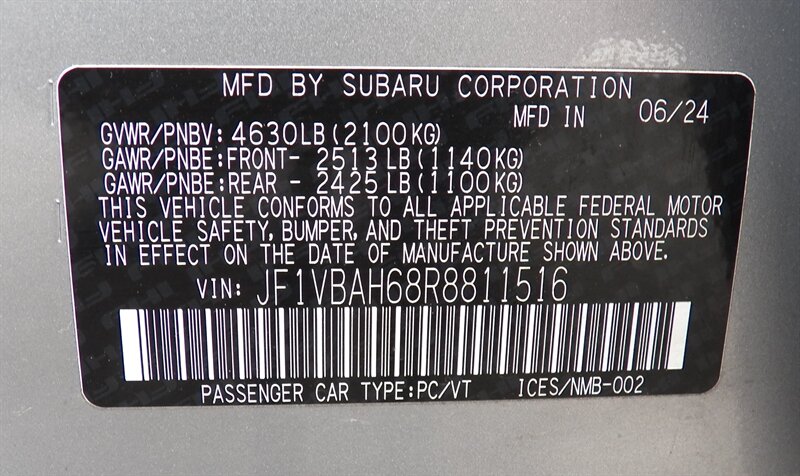 MFD BY SUBARU CORPORATION
MFD IN 06/24
GVWR/PNBV: 4630LB (2100KG)
GAWR/PNBE:FRONT- 2513 LB (1140KG)
GAWR/PNBE:REAR - 2425 LB (1100KG)
THIS VEHICLE CONFORMS TO ALL APPLICABLE FEDERAL MOTOR
VEHICLE SAFETY, BUMPER, AND THEFT PREVENTION STANDARDS
IN EFFECT ON THE DATE OF MANUFACTURE SHOWN ABOVE.
VIN: JF1VBAH68R8811516
PASSENGER CAR TYPE:PC/VT ICES/NMB-002